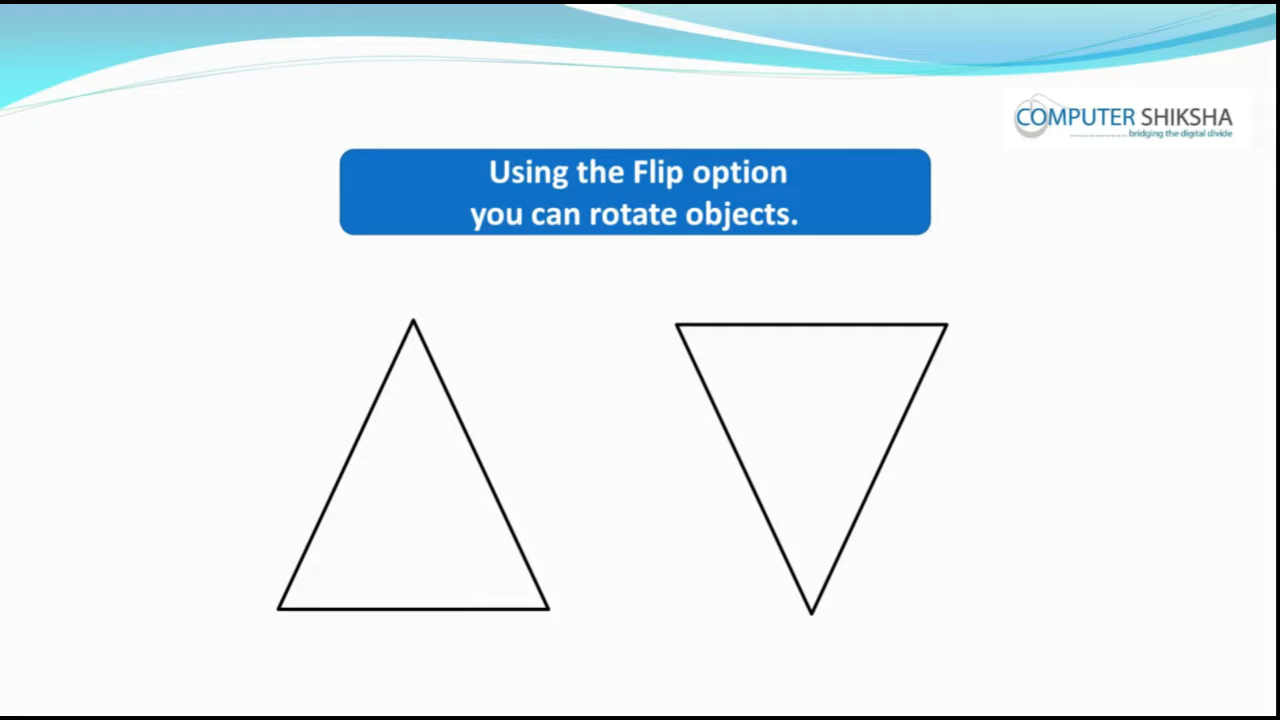 COMPUTER SHIKSHA
bridging the digital divide
Using the Flip option
you can rotate objects.